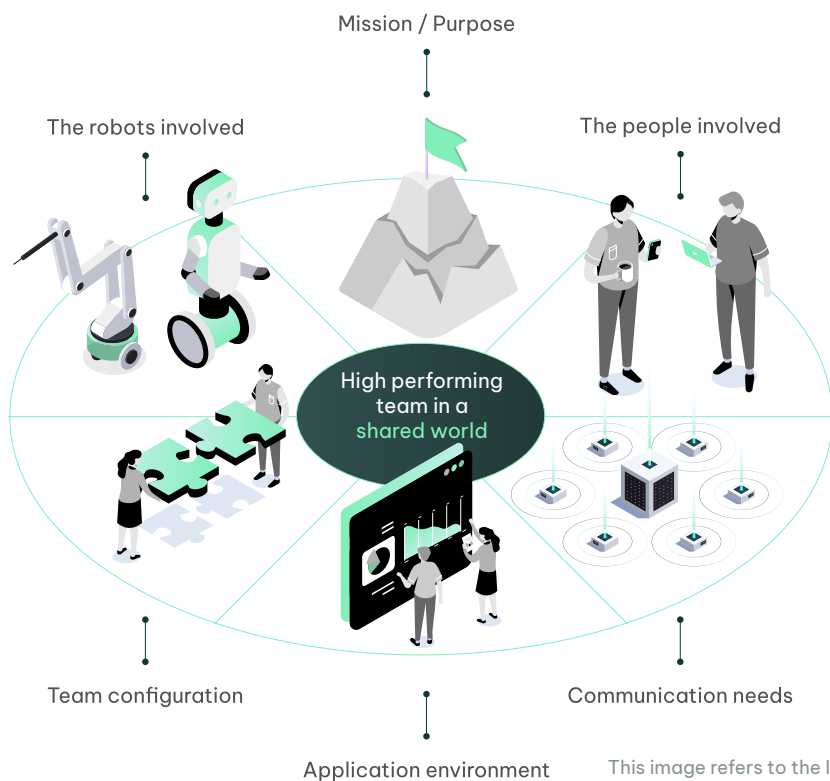 Mission / Purpose
The robots involved
The people involved
High performing
team in a
shared world
Team configuration
Communication needs
Application environment
This image refers to the